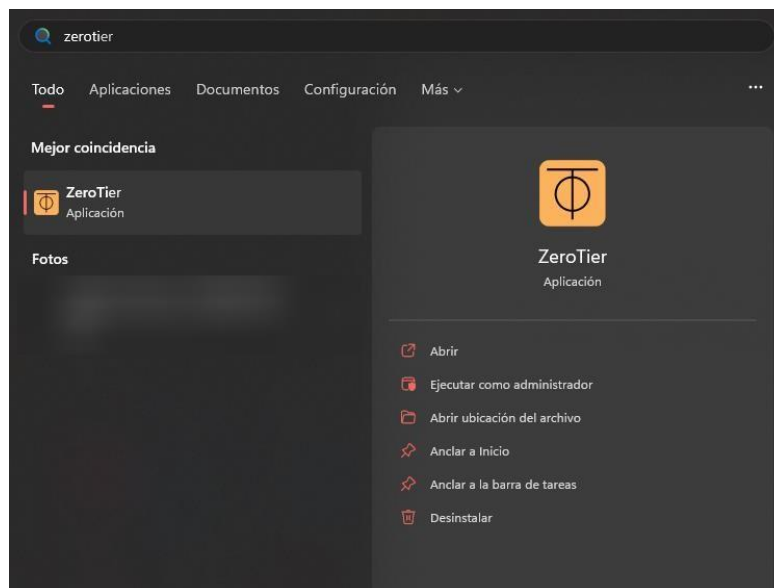 zerotier
Todo Aplicaciones Documentos Configuración Más
Mejor coincidencia
ZeroTier
Aplicación
Fotos
ZeroTier
Aplicación
Abrir
Ejecutar como administrador
Abrir ubicación del archivo
Anclar a Inicio
Anclar a la barra de tareas
Desinstalar